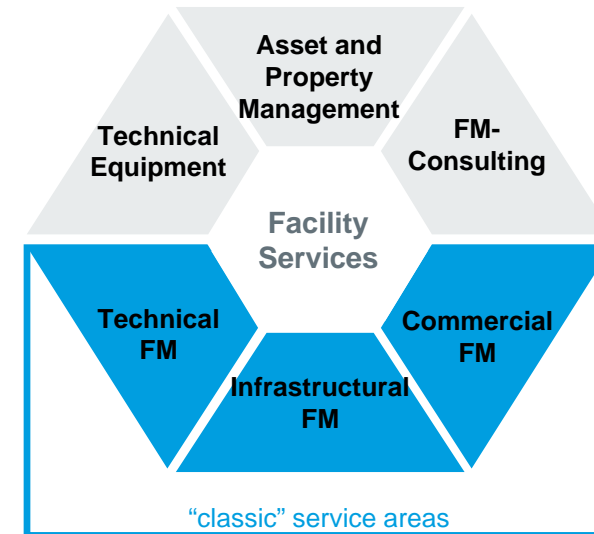 Asset and
Property
Management
Technical
Equipment
FM-
Consulting
Facility
Services
Technical
FM
Infrastructural
FM
Commercial
FM
“classic” service areas